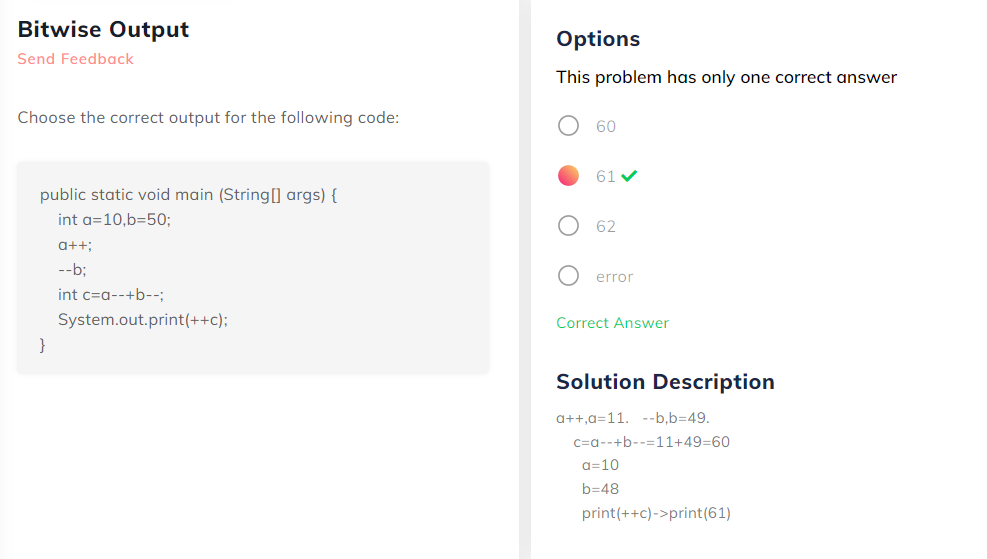 Bitwise Output
Send Feedback
Choose the correct output for the following code:
public static void main (String[] args) {
int a=10,b=50;
a++;
--b;
int c=a--+b--;
System.out.print(++c);
}
Options
This problem has only one correct answer
60
61
62
error
Correct Answer
Solution Description
a++,a=11. --b,b=49.
c=a--+b--=11+49=60
a=10
b=48
print(++c)->print(61)